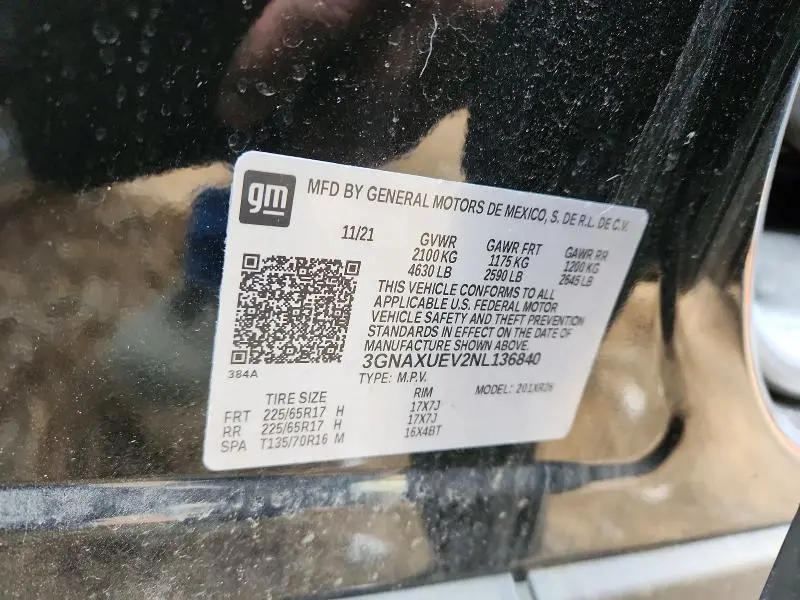 gm
MFD BY GENERAL MOTORS DE MEXICO, S. DE R.L. DE C.V.
11/21 GVWR GAWR FRT GAWR RR
2100 KG 1175 KG 1200 KG
4630 LB 2590 LB 2645 LB
THIS VEHICLE CONFORMS TO ALL
APPLICABLE U.S. FEDERAL MOTOR
VEHICLE SAFETY AND THEFT PREVENTION
STANDARDS IN EFFECT ON THE DATE OF
MANUFACTURE SHOWN ABOVE.
3GNAXUEV2NL136840
384A
TYPE: M.P.V. MODEL: 201XR26
TIRE SIZE RIM
FRT 225/65R17 H 17X7J
RR 225/65R17 H 17X7J
SPA T135/70R16 M 16X4BT